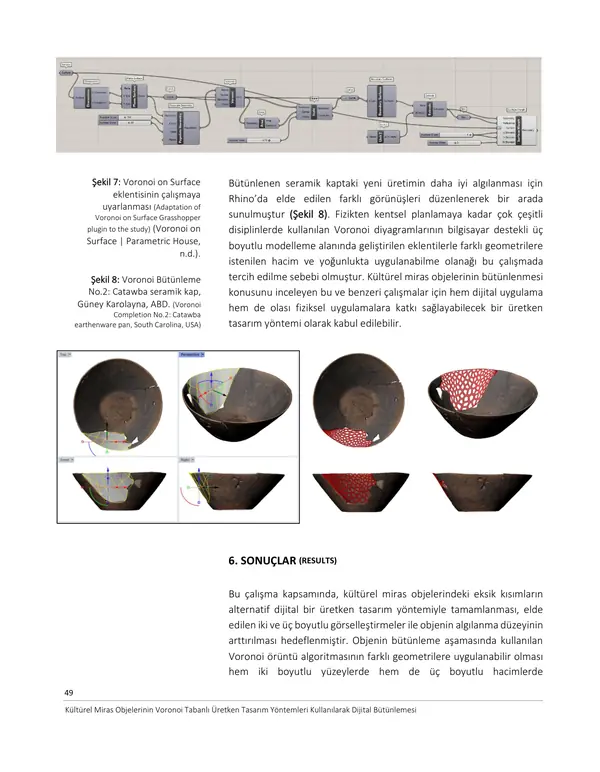 Şekil 7: Voronoi on Surface
eklentisinin çalışmaya
uyarlanması (Adaptation of
Voronoi on Surface Grasshopper
plugin to the study) (Voronoi on
Surface | Parametric House,
n.d.).
Şekil 8: Voronoi Bütünleme
No.2: Catawba seramik kap,
Güney Karolayna, ABD. (Voronoi
Completion No.2: Catawba
earthenware pan, South Carolina, USA)
Bütünlenen seramik kaptaki yeni üretimin daha iyi algılanması için
Rhino’da elde edilen farklı görünüşleri düzenlenerek bir arada
sunulmuştur (Şekil 8). Fizikten kentsel planlamaya kadar çok çeşitli
disiplinlerde kullanılan Voronoi diyagramlarının bilgisayar destekli üç
boyutlu modelleme alanında geliştirilen eklentilerle farklı geometrilere
istenilen hacim ve yoğunlukta uygulanabilme olanağı bu çalışmada
tercih edilme sebebi olmuştur. Kültürel miras objelerinin bütünlenmesi
konusunu inceleyen bu ve benzeri çalışmalar için hem dijital uygulama
hem de olası fiziksel uygulamalara katkı sağlayabilecek bir üretken
tasarım yöntemi olarak kabul edilebilir.
Top
Perspective
Front
Right
6. SONUÇLAR (RESULTS)
Bu çalışma kapsamında, kültürel miras objelerindeki eksik kısımların
alternatif dijital bir üretken tasarım yöntemiyle tamamlanması, elde
edilen iki ve üç boyutlu görselleştirmeler ile objenin algılanma düzeyinin
arttırılması hedeflenmiştir. Objenin bütünleme aşamasında kullanılan
Voronoi örüntü algoritmasının farklı geometrilere uygulanabilir olması
hem iki boyutlu yüzeylerde hem de üç boyutlu hacimlerde
49
Kültürel Miras Objelerinin Voronoi Tabanlı Üretken Tasarım Yöntemleri Kullanılarak Dijital Bütünlemesi